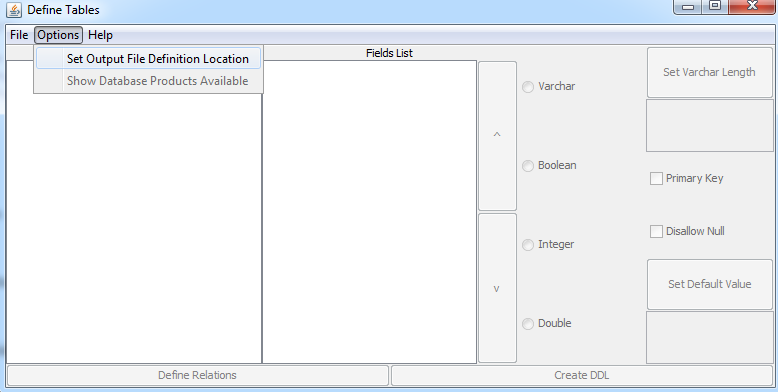 Define Tables
File Options Help
Set Output File Definition Location
Show Database Products Available
Fields List
^
v
Varchar
Boolean
Integer
Double
Set Varchar Length
Primary Key
Disallow Null
Set Default Value
Define Relations
Create DDL